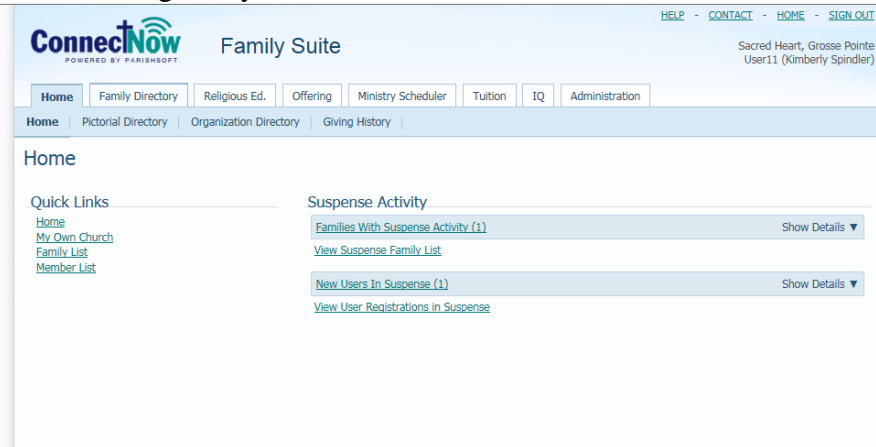 HELP - CONTACT - HOME - SIGN OUT
ConnectNow
POWERED BY PARISHSOFT
Family Suite
Sacred Heart, Grosse Pointe
User11 (Kimberly Spindler)
Home Family Directory Religious Ed. Offering Ministry Scheduler Tuition IQ Administration
Home Pictorial Directory Organization Directory Giving History
Home
Quick Links
Home
My Own Church
Family List
Member List
Suspense Activity
Families With Suspense Activity (1) Show Details ▼
View Suspense Family List
New Users In Suspense (1) Show Details ▼
View User Registrations in Suspense